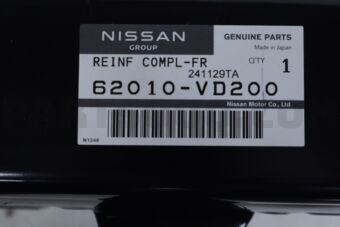 NISSAN
GROUP
GENUINE PARTS
Made in Japan
REINF COMPL-FR
Q'TY
1
241129TA
62010-VD200
Nissan Motor Co., Ltd
N1248